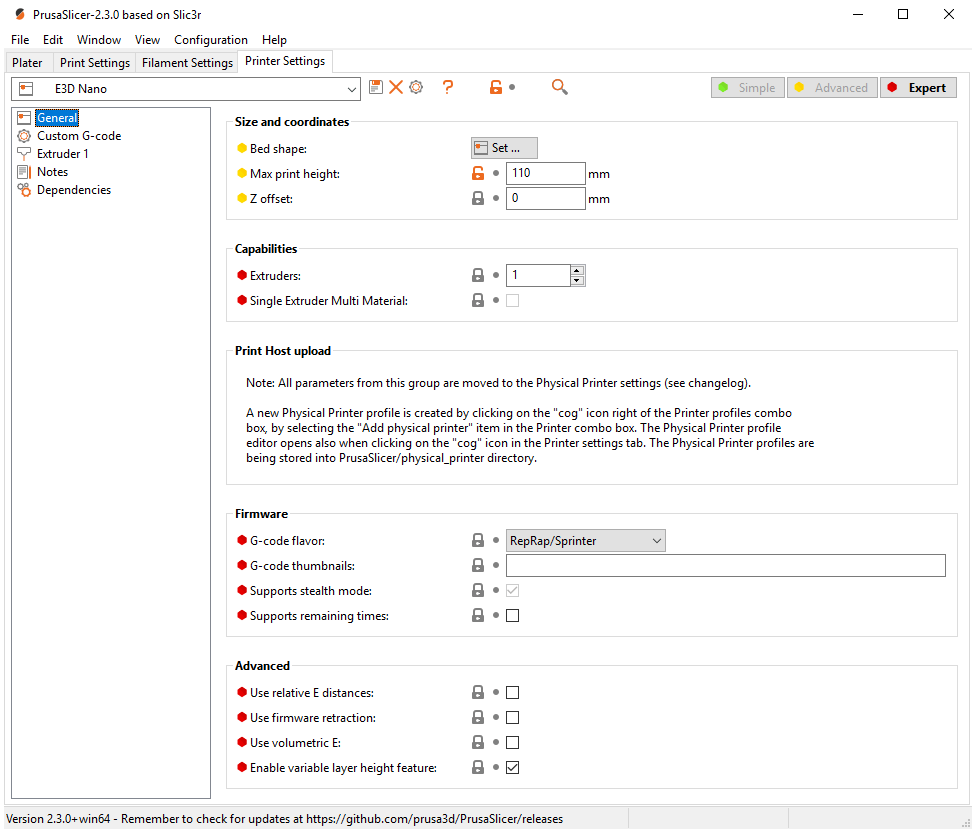 PrusaSlicer-2.3.0 based on Slic3r
File Edit Window View Configuration Help
Plater Print Settings Filament Settings Printer Settings
E3D Nano ? Simple Advanced Expert
General
Custom G-code
Extruder 1
Notes
Dependencies
Size and coordinates
Bed shape: Set ...
Max print height: 110 mm
Z offset: 0 mm
Capabilities
Extruders: 1
Single Extruder Multi Material:
Print Host upload
Note: All parameters from this group are moved to the Physical Printer settings (see changelog).
A new Physical Printer profile is created by clicking on the "cog" icon right of the Printer profiles combo
box, by selecting the "Add physical printer" item in the Printer combo box. The Physical Printer profile
editor opens also when clicking on the "cog" icon in the Printer settings tab. The Physical Printer profiles are
being stored into PrusaSlicer/physical_printer directory.
Firmware
G-code flavor: RepRap/Sprinter
G-code thumbnails:
Supports stealth mode:
Supports remaining times:
Advanced
Use relative E distances:
Use firmware retraction:
Use volumetric E:
Enable variable layer height feature:
Version 2.3.0+win64 - Remember to check for updates at https://github.com/prusa3d/PrusaSlicer/releases